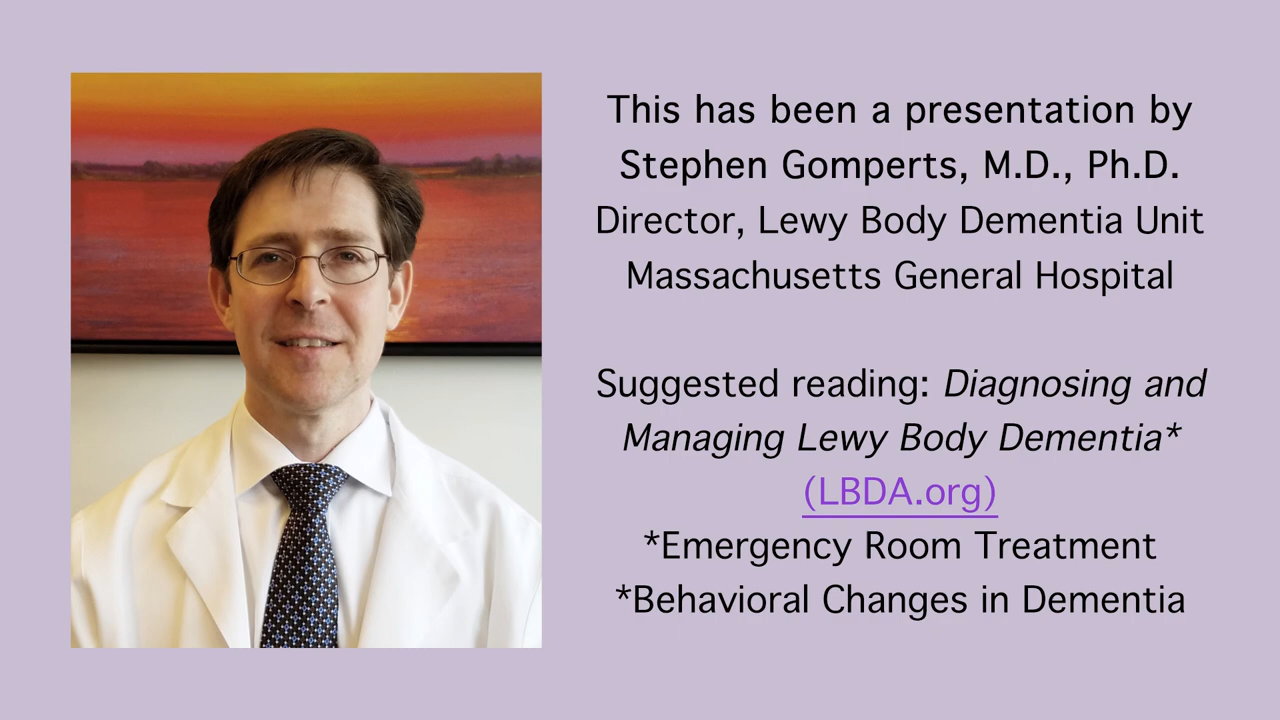 This has been a presentation by
Stephen Gomperts, M.D., Ph.D.
Director, Lewy Body Dementia Unit
Massachusetts General Hospital
Suggested reading: Diagnosing and
Managing Lewy Body Dementia*
(LBDA.org)
*Emergency Room Treatment
*Behavioral Changes in Dementia